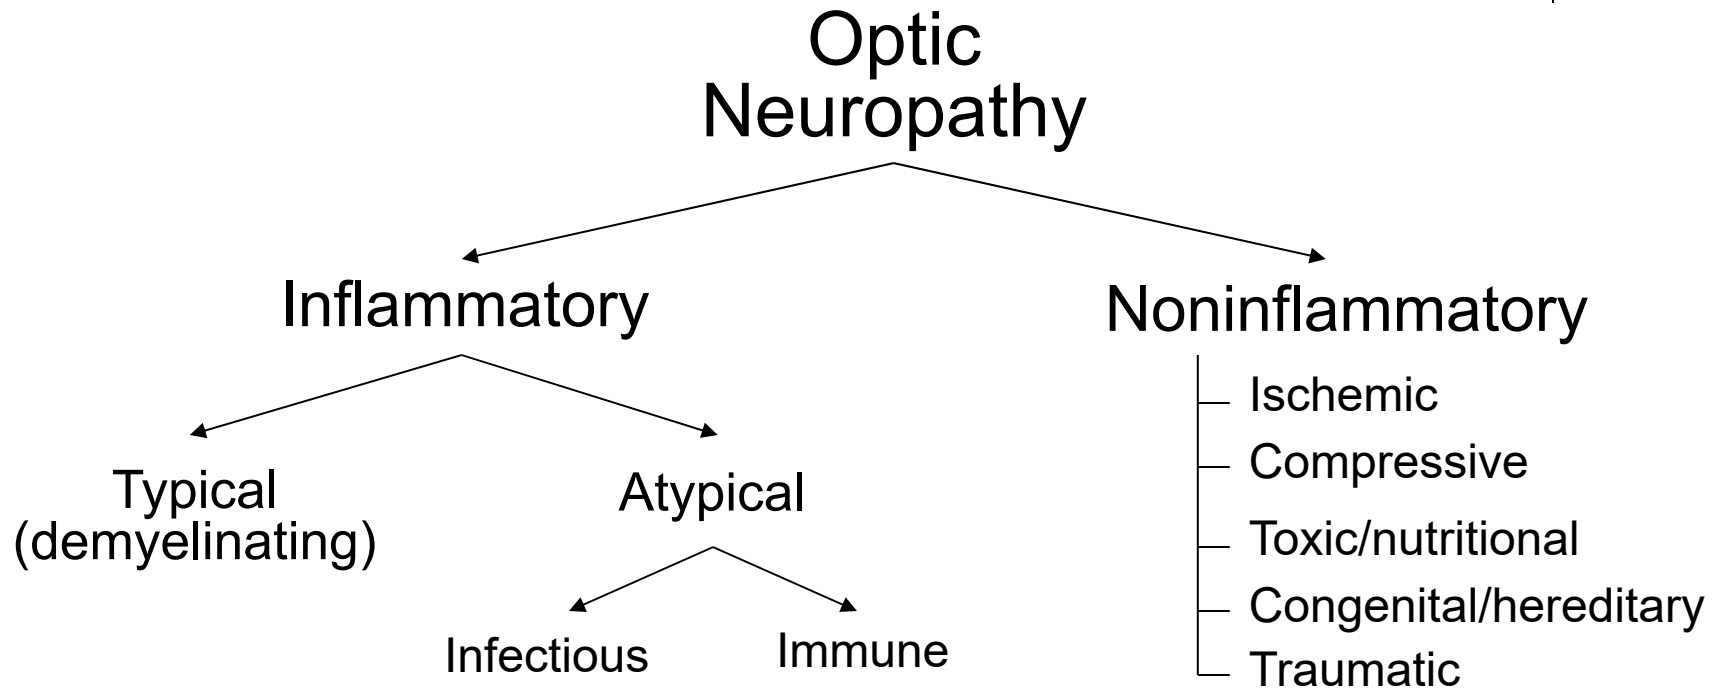 Optic
Neuropathy
Inflammatory
Noninflammatory
Typical
(demyelinating)
Atypical
Infectious
Immune
Ischemic
Compressive
Toxic/nutritional
Congenital/hereditary
Traumatic